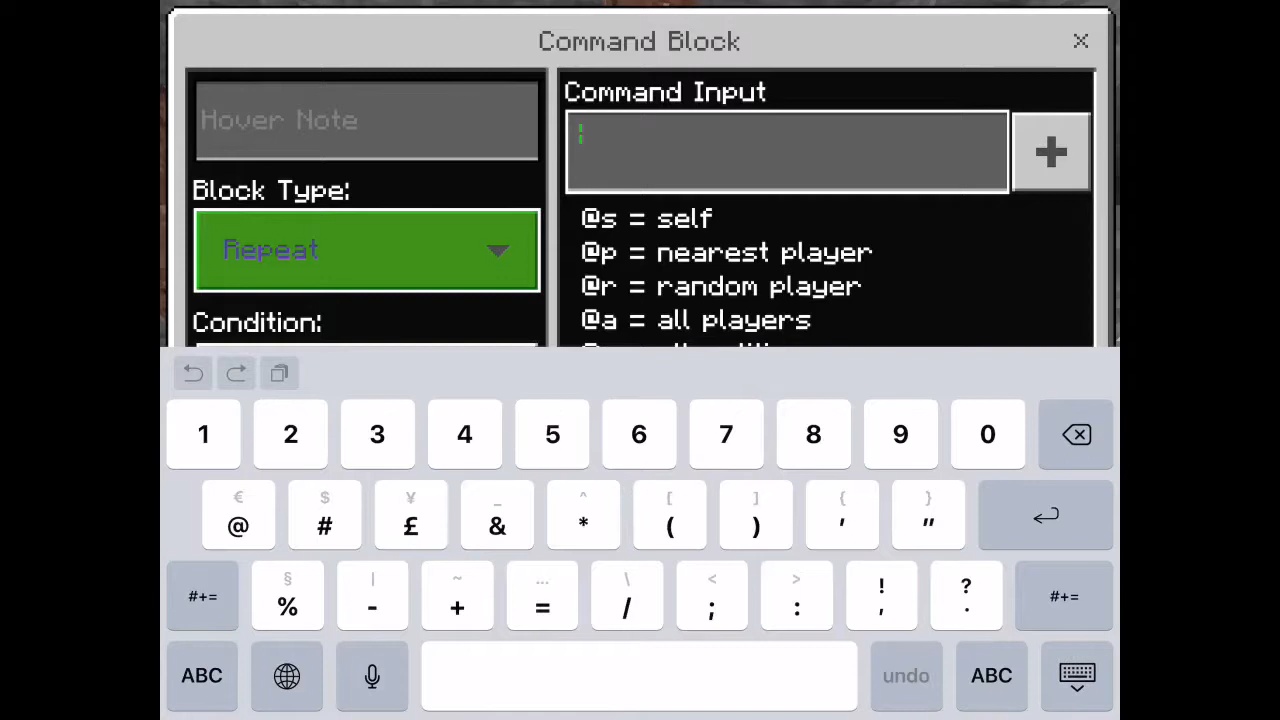 Command Block
Hover Note
Block Type:
Repeat
Condition:
Command Input
@s = self
@p = nearest player
@r = random player
@a = all players
1 2 3 4 5 6 7 8 9 0
€ $ ¥ _ ^ [ ] { }
@ # £ & * ( ) ' "
§ | ~ … \ < > ! ?
#+= % - + = / ; : , . #+=
ABC undo ABC